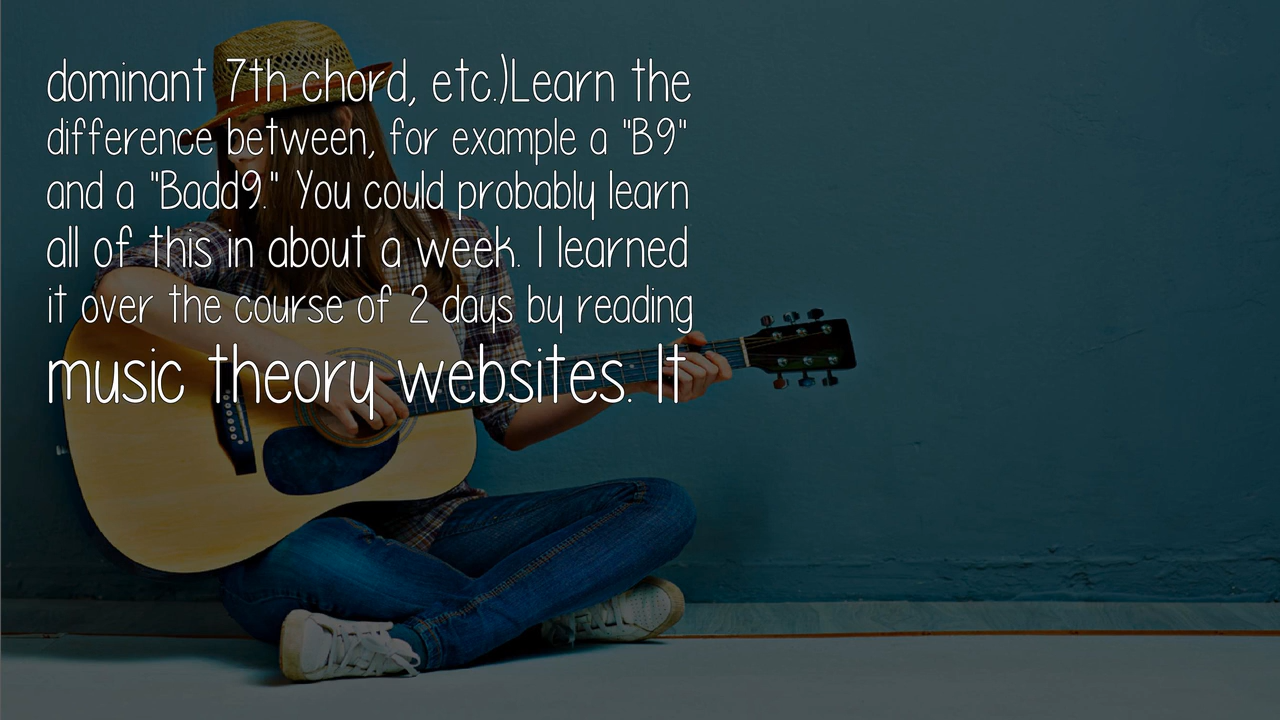 dominant 7th chord, etc.)Learn the
difference between, for example a "B9"
and a "Badd9." You could probably learn
all of this in about a week. I learned
it over the course of 2 days by reading
music theory websites. It